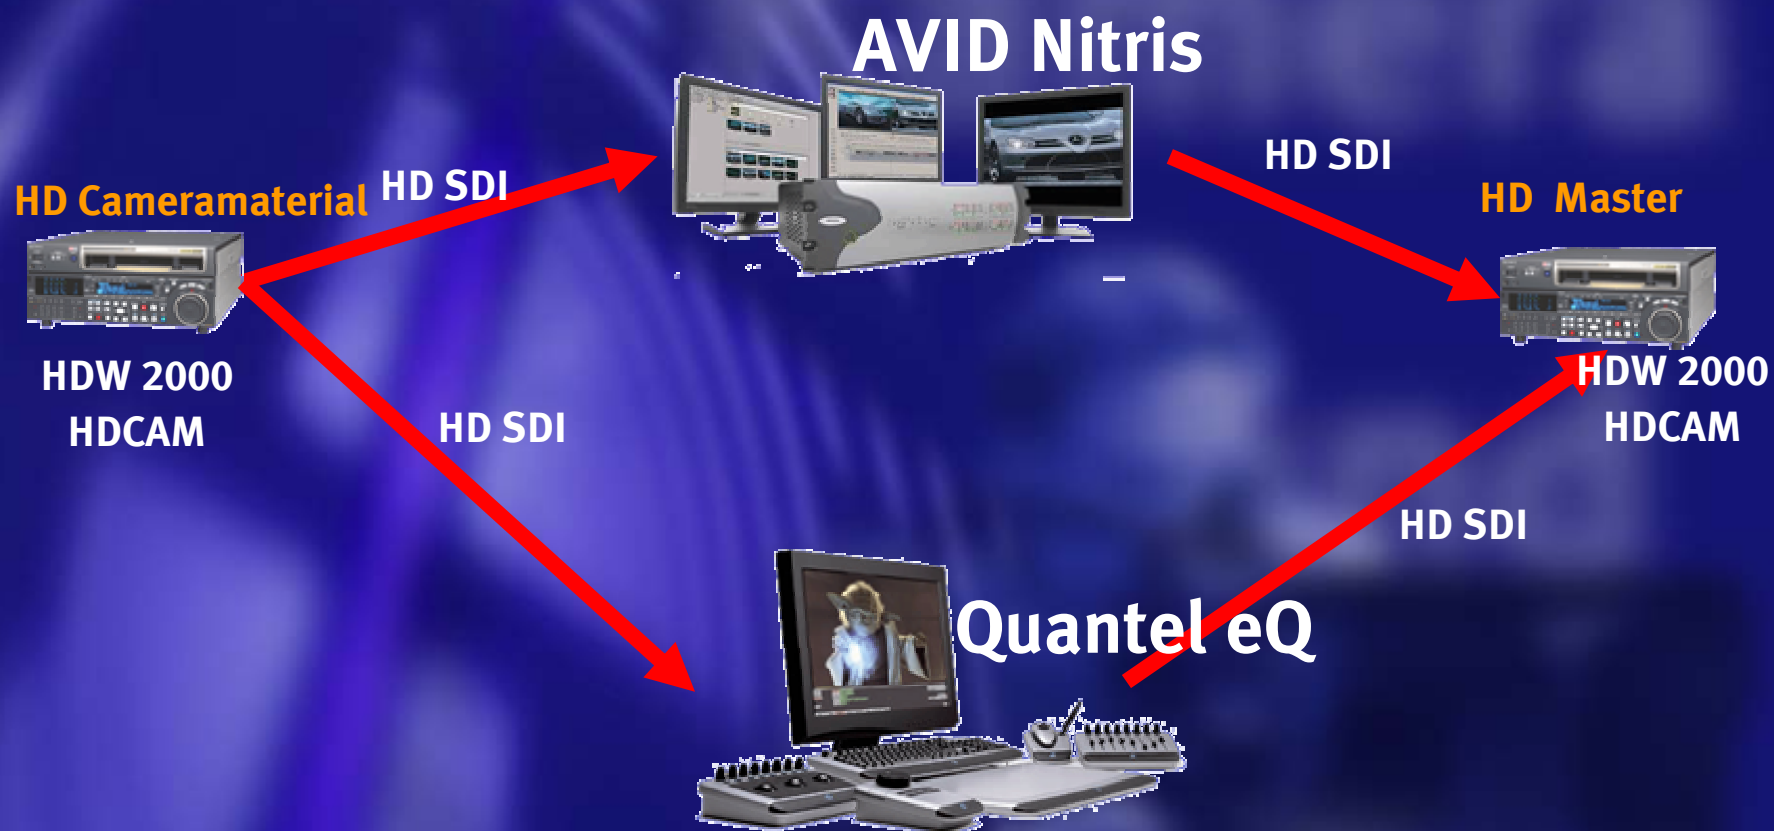 AVID Nitris
HD SDI
HD SDI
HD Cameramaterial
HD Master
HDW 2000
HDCAM
HDW 2000
HDCAM
HD SDI
HD SDI
Quantel eQ